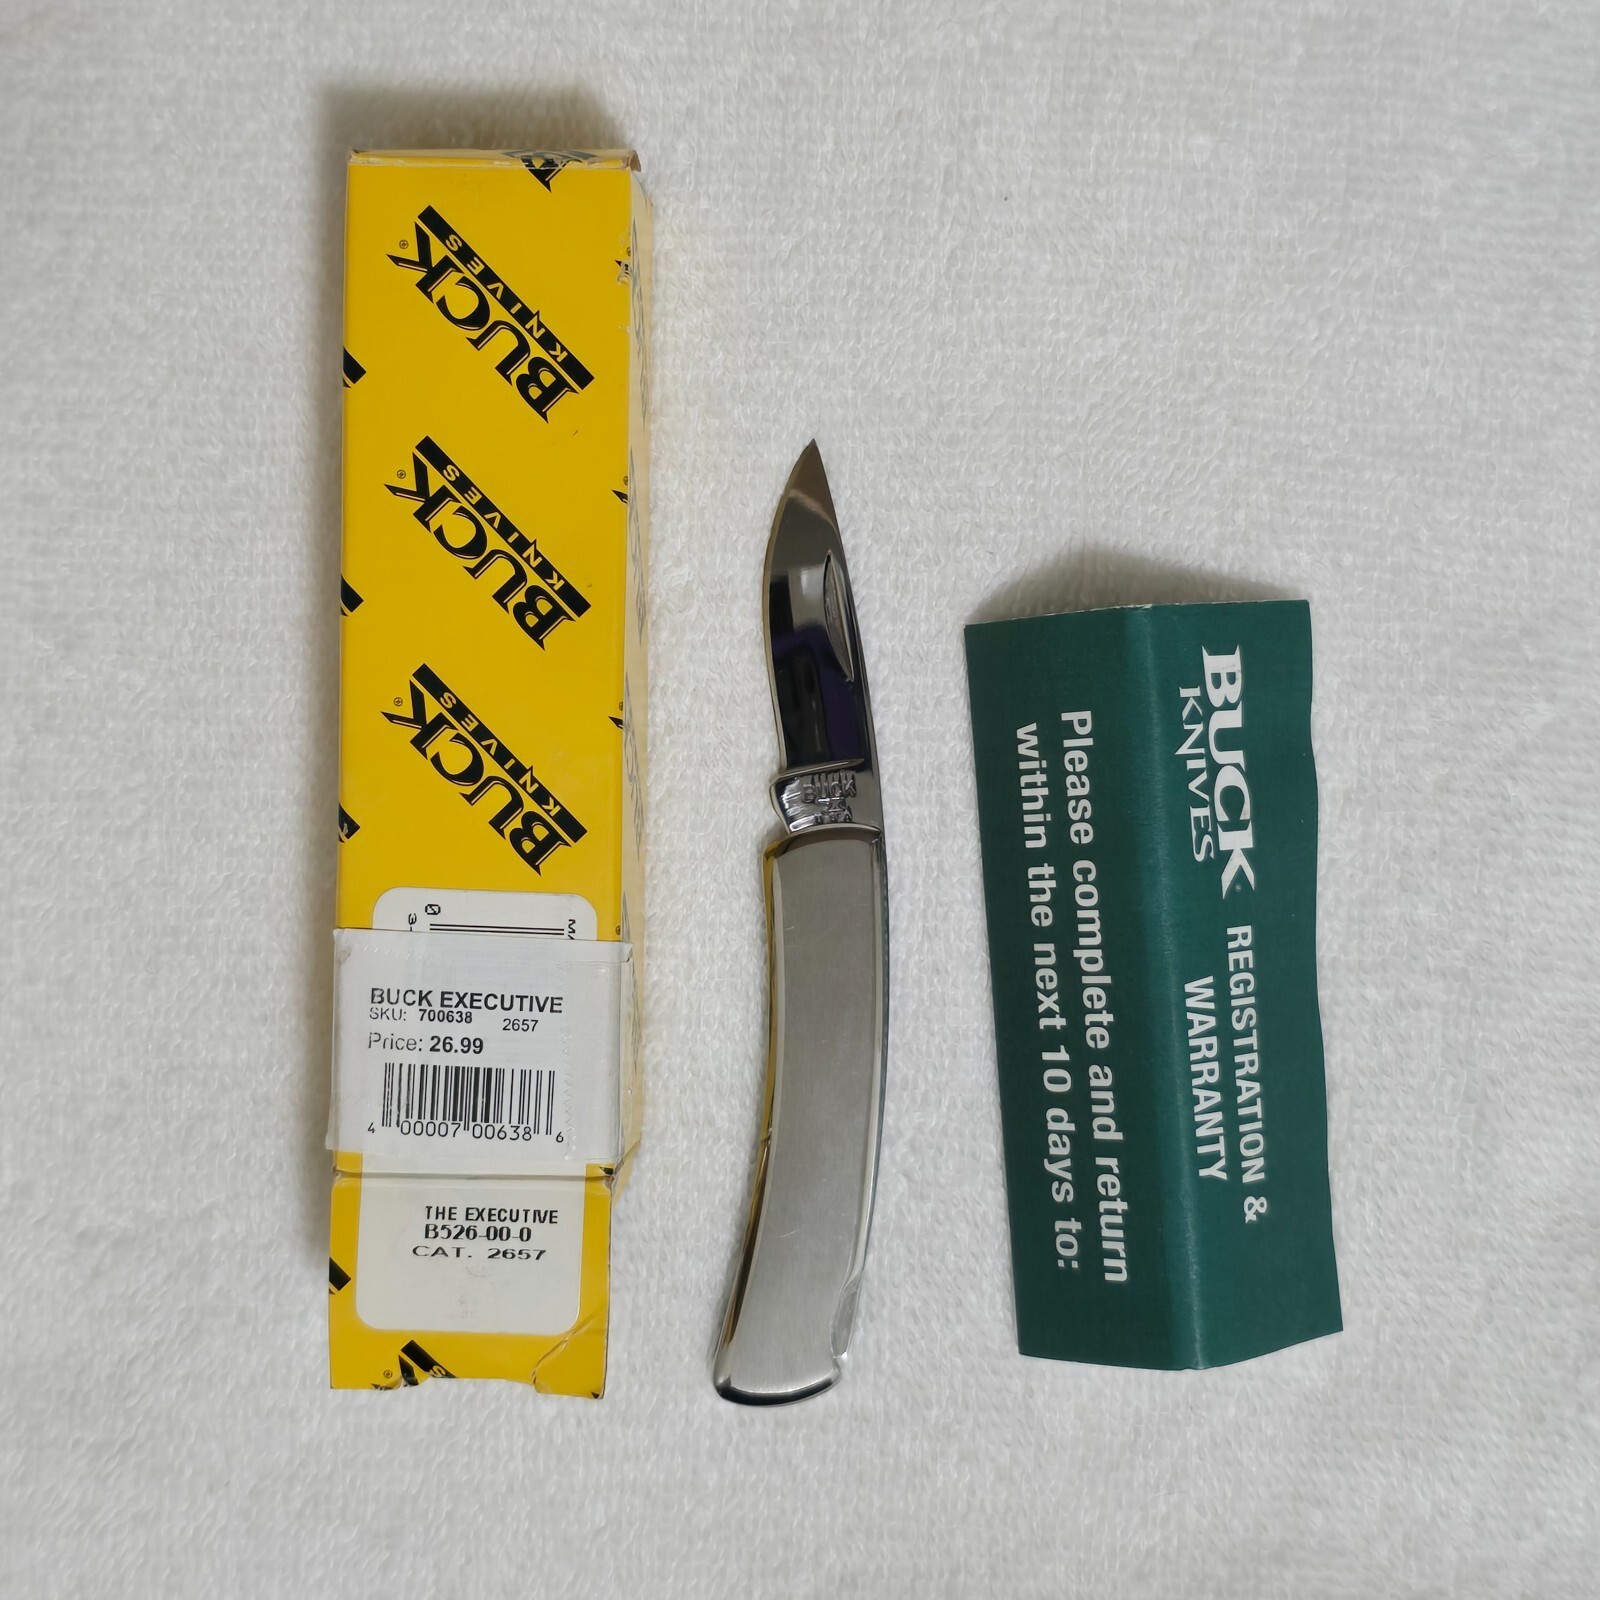 BUCK®
KNIVES
BUCK®
KNIVES
BUCK®
KNIVES
BUCK EXECUTIVE
SKU: 700638 2657
Price: 26.99
4 00007 00638 6
THE EXECUTIVE
B526-00-0
CAT. 2657
BUCK
U.S.A.
BUCK
KNIVES
REGISTRATION &
WARRANTY
Please complete and return
within the next 10 days to: